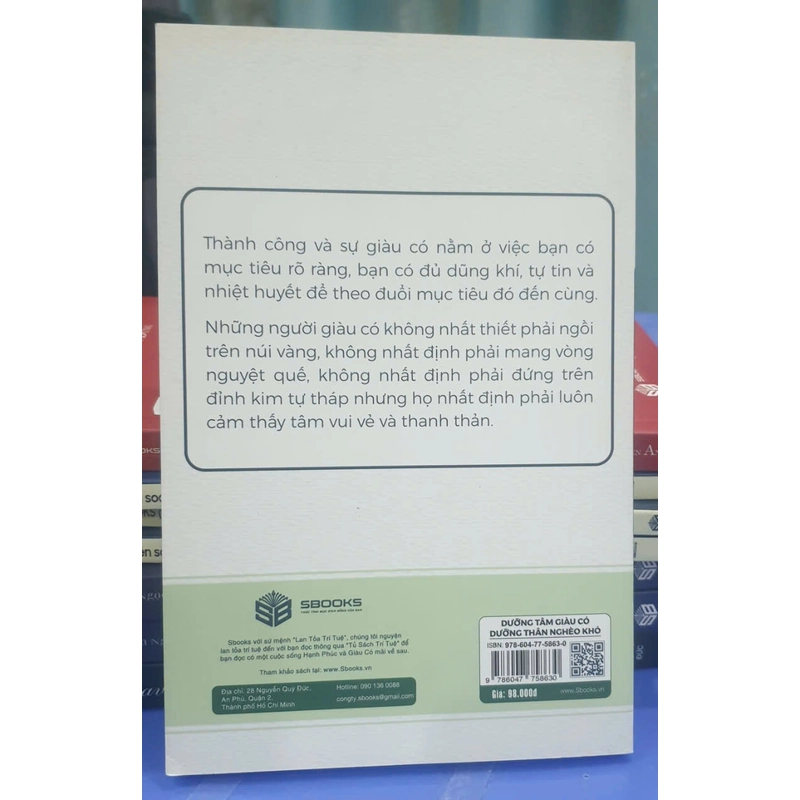 Thành công và sự giàu có nằm ở việc bạn có
mục tiêu rõ ràng, bạn có đủ dũng khí, tự tin và
nhiệt huyết để theo đuổi mục tiêu đó đến cùng.
Những người giàu có không nhất thiết phải ngồi
trên núi vàng, không nhất định phải mang vòng
nguyệt quế, không nhất định phải đứng trên
đỉnh kim tự tháp nhưng họ nhất định phải luôn
cảm thấy tâm vui vẻ và thanh thản.
SBOOKS
Sbooks với sứ mệnh "Lan Tỏa Trí Tuệ", chúng tôi nguyện
lan tỏa trí tuệ đến với bạn đọc thông qua "Tủ Sách Trí Tuệ" để
bạn đọc có một cuộc sống Hạnh Phúc và Giàu Có mãi về sau.
Tham khảo sách tại: www.Sbooks.vn
Địa chỉ: 28 Nguyễn Quý Đức,
An Phú, Quận 2,
Thành phố Hồ Chí Minh
Hotline: 090 138 0088
congty.sbooks@gmail.com
DƯỠNG TÂM GIÀU CÓ
DƯỠNG THÂN NGHÈO KHÓ
ISBN: 978-604-77-5863-0
9 786047 758630
Giá: 98.000đ
www.Sbooks.vn